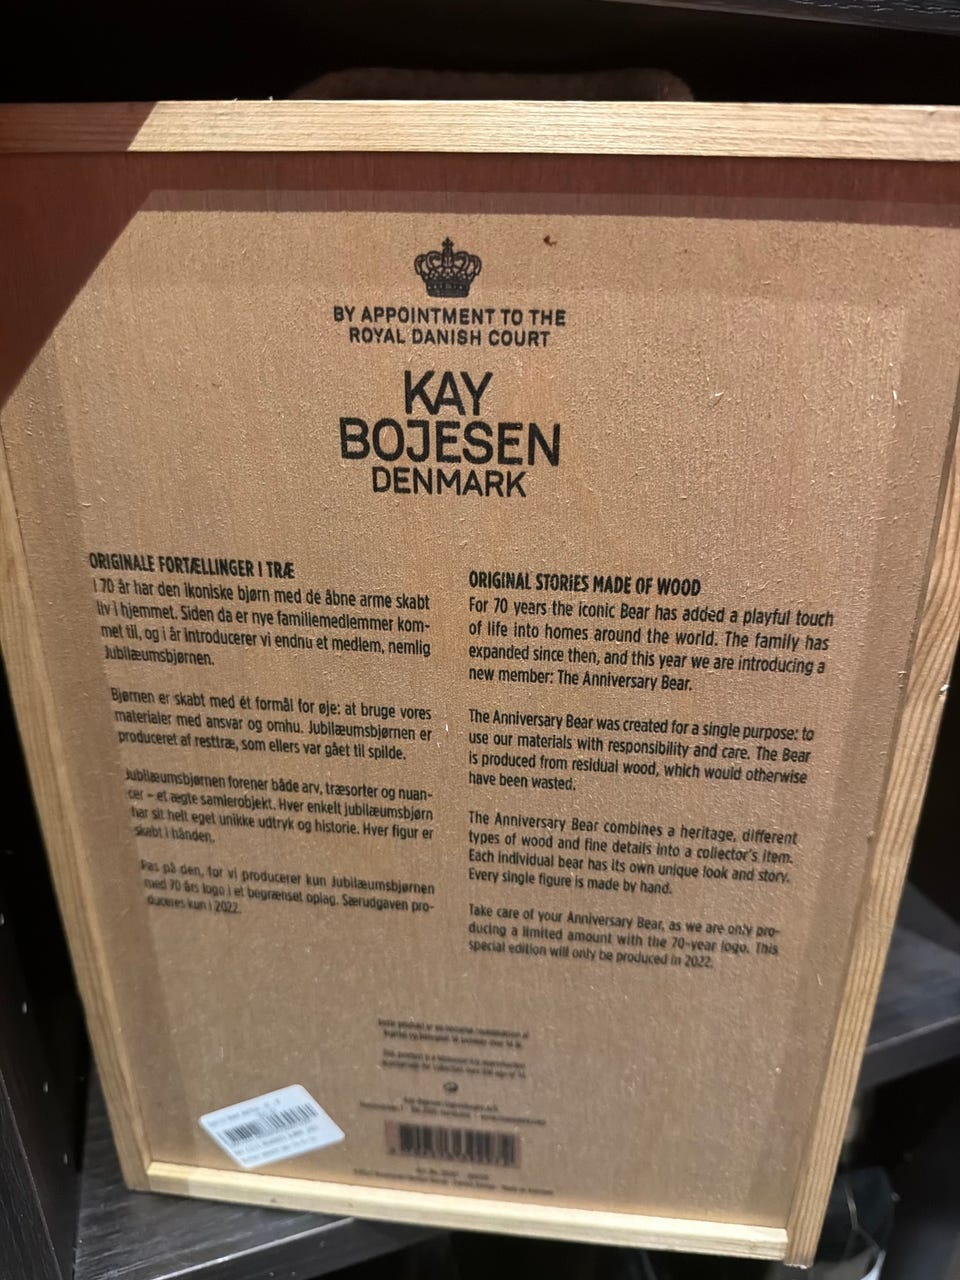 BY APPOINTMENT TO THE
ROYAL DANISH COURT
KAY
BOJESEN
DENMARK
ORIGINALE FORTÆLLINGER I TRÆ
I 70 år har den ikoniske bjørn med de åbne arme skabt
liv i hjemmet. Siden da er nye familiemedlemmer kom-
met til, og i år introducerer vi endnu et medlem, nemlig
Jubilæumsbjørnen.
Bjørnen er skabt med ét formål for øje: at bruge vores
materialer med ansvar og omhu. Jubilæumsbjørnen er
produceret af resttræ, som ellers var gået til spilde.
Jubilæumsbjørnen forener både arv, træsorter og nuan-
cer – et ægte samlerobjekt. Hver enkelt jubilæumsbjørn
har sit helt eget unikke udtryk og historie. Hver figur er
skabt i hånden.
Pas på den, for vi producerer kun Jubilæumsbjørnen
med 70 års logo i et begrænset oplag. Særudgaven pro-
duceres kun i 2022.
ORIGINAL STORIES MADE OF WOOD
For 70 years the iconic Bear has added a playful touch
of life into homes around the world. The family has
expanded since then, and this year we are introducing a
new member: The Anniversary Bear.
The Anniversary Bear was created for a single purpose: to
use our materials with responsibility and care. The Bear
is produced from residual wood, which would otherwise
have been wasted.
The Anniversary Bear combines a heritage, different
types of wood and fine details into a collector's item.
Each individual bear has its own unique look and story.
Every single figure is made by hand.
Take care of your Anniversary Bear, as we are only pro-
ducing a limited amount with the 70-year logo. This
special edition will only be produced in 2022.